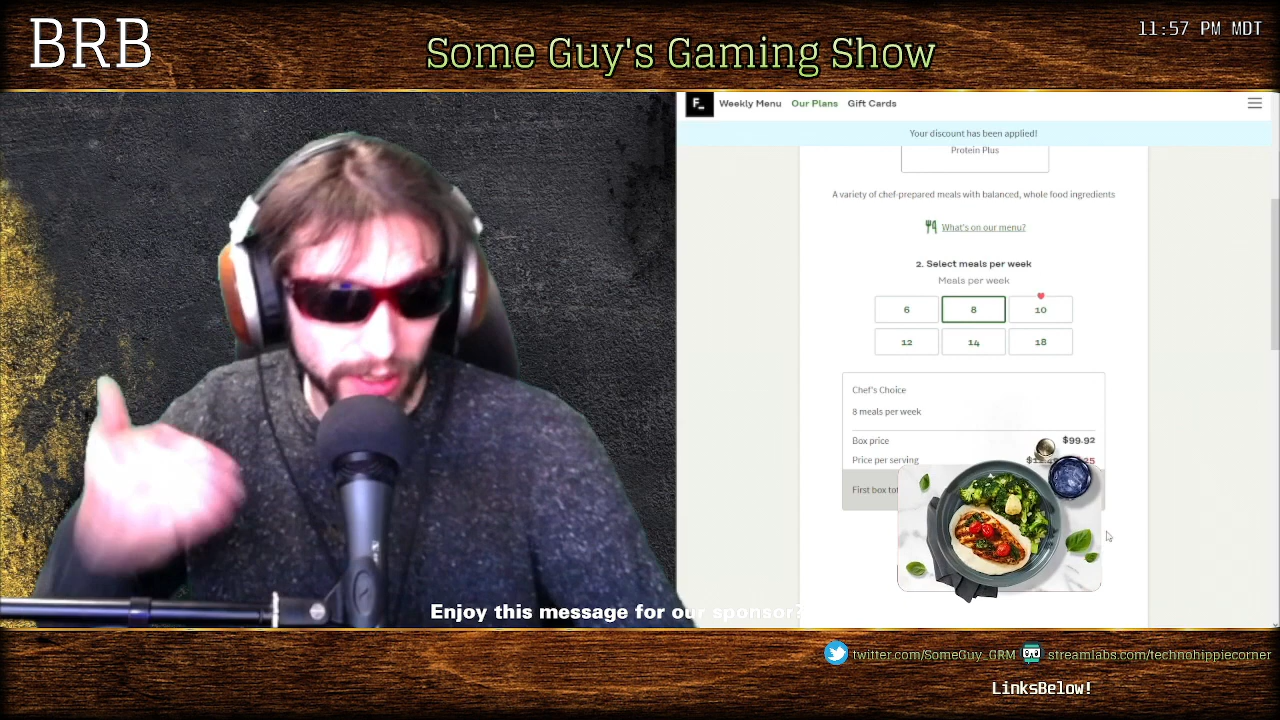 BRB
Some Guy's Gaming Show
11:57 PM MDT
F_
Weekly Menu
Our Plans
Gift Cards
Your discount has been applied!
Protein Plus
A variety of chef-prepared meals with balanced, whole food ingredients
What's on our menu?
2. Select meals per week
Meals per week
6
8
10
12
14
18
Chef's Choice
8 meals per week
Box price
$99.92
Price per serving
First box
Enjoy this message for our sponsor?
twitter.com/SomeGuy_GRM
streamlabs.com/technohippiecorner
LinksBelow!